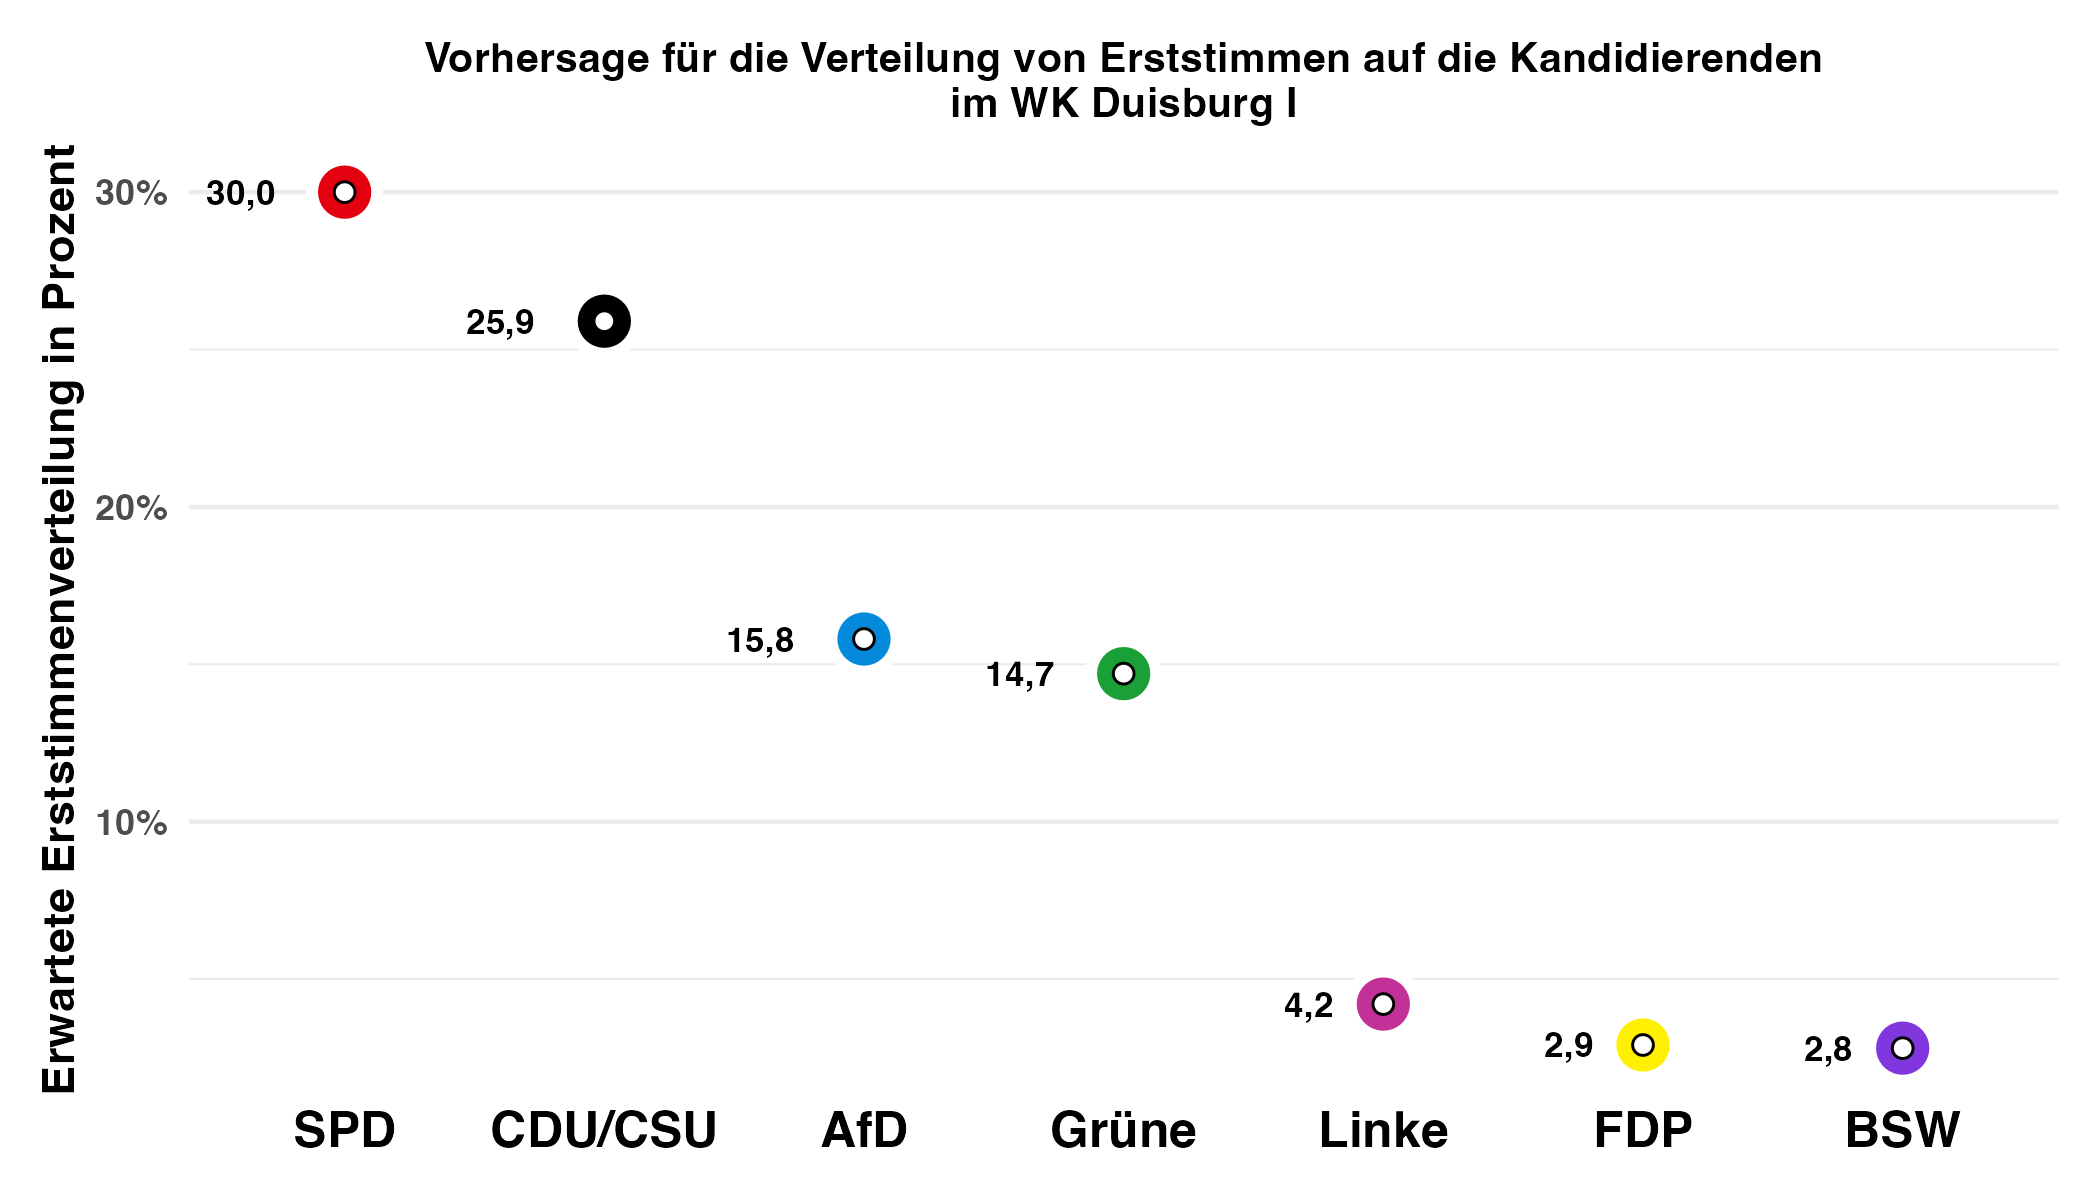 Vorhersage für die Verteilung von Erststimmen auf die Kandidierenden
im WK Duisburg I
Erwartete Erststimmenverteilung in Prozent
30%
20%
10%
30,0
25,9
15,8
14,7
4,2
2,9
2,8
SPD
CDU/CSU
AfD
Grüne
Linke
FDP
BSW